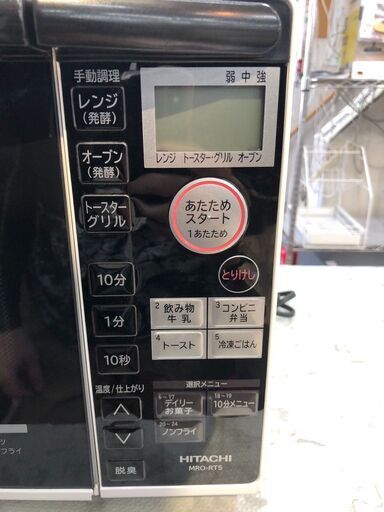 手動調理
弱 中 強
レンジ
(発酵)
レンジ トースター・グリル オーブン
オーブン
(発酵)
あたため
スタート
1あたため
トースター
グリル
とりけし
10分
2 飲み物
牛乳
3 コンビニ
弁当
1分
4 トースト
5 冷凍ごはん
10秒
選択メニュー
温度/仕上がり
6~17
デイリー
お菓子
18~19
10分メニュー
20~24
ノンフライ
脱臭
HITACHI
MRO-RT5